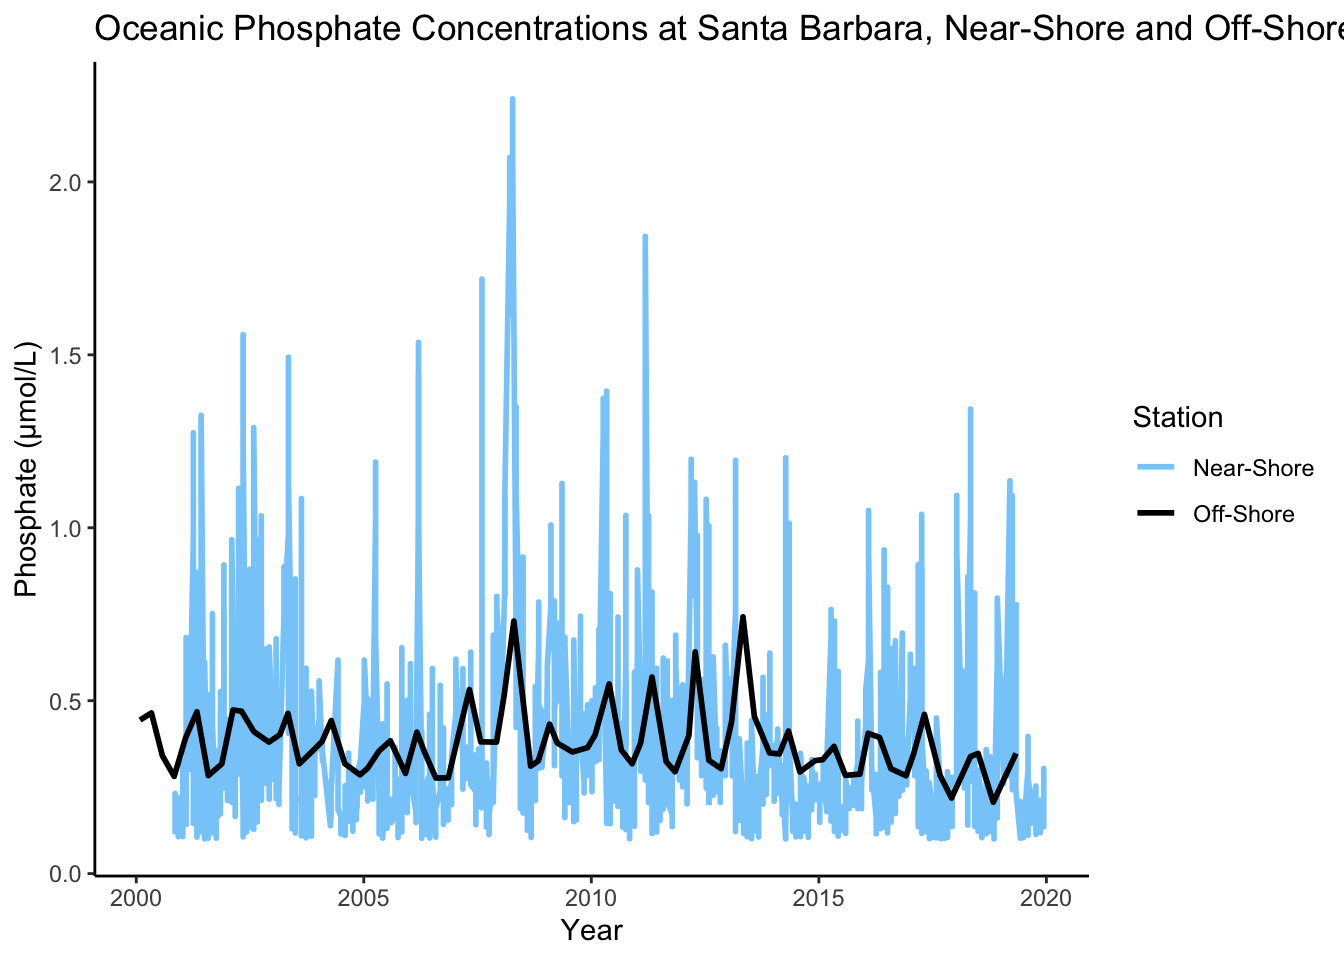 Oceanic Phosphate Concentrations at Santa Barbara, Near-Shore and Off-Shore
Phosphate (μmol/L)
2.0
1.5
1.0
0.5
0.0
2000 2005 2010 2015 2020
Year
Station
Near-Shore
Off-Shore